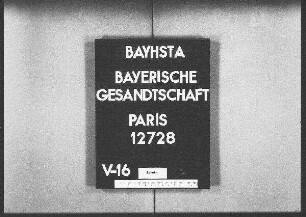 BAYHSTA
BAYERISCHE
GESANDTSCHAFT
PARIS
12728
V-16